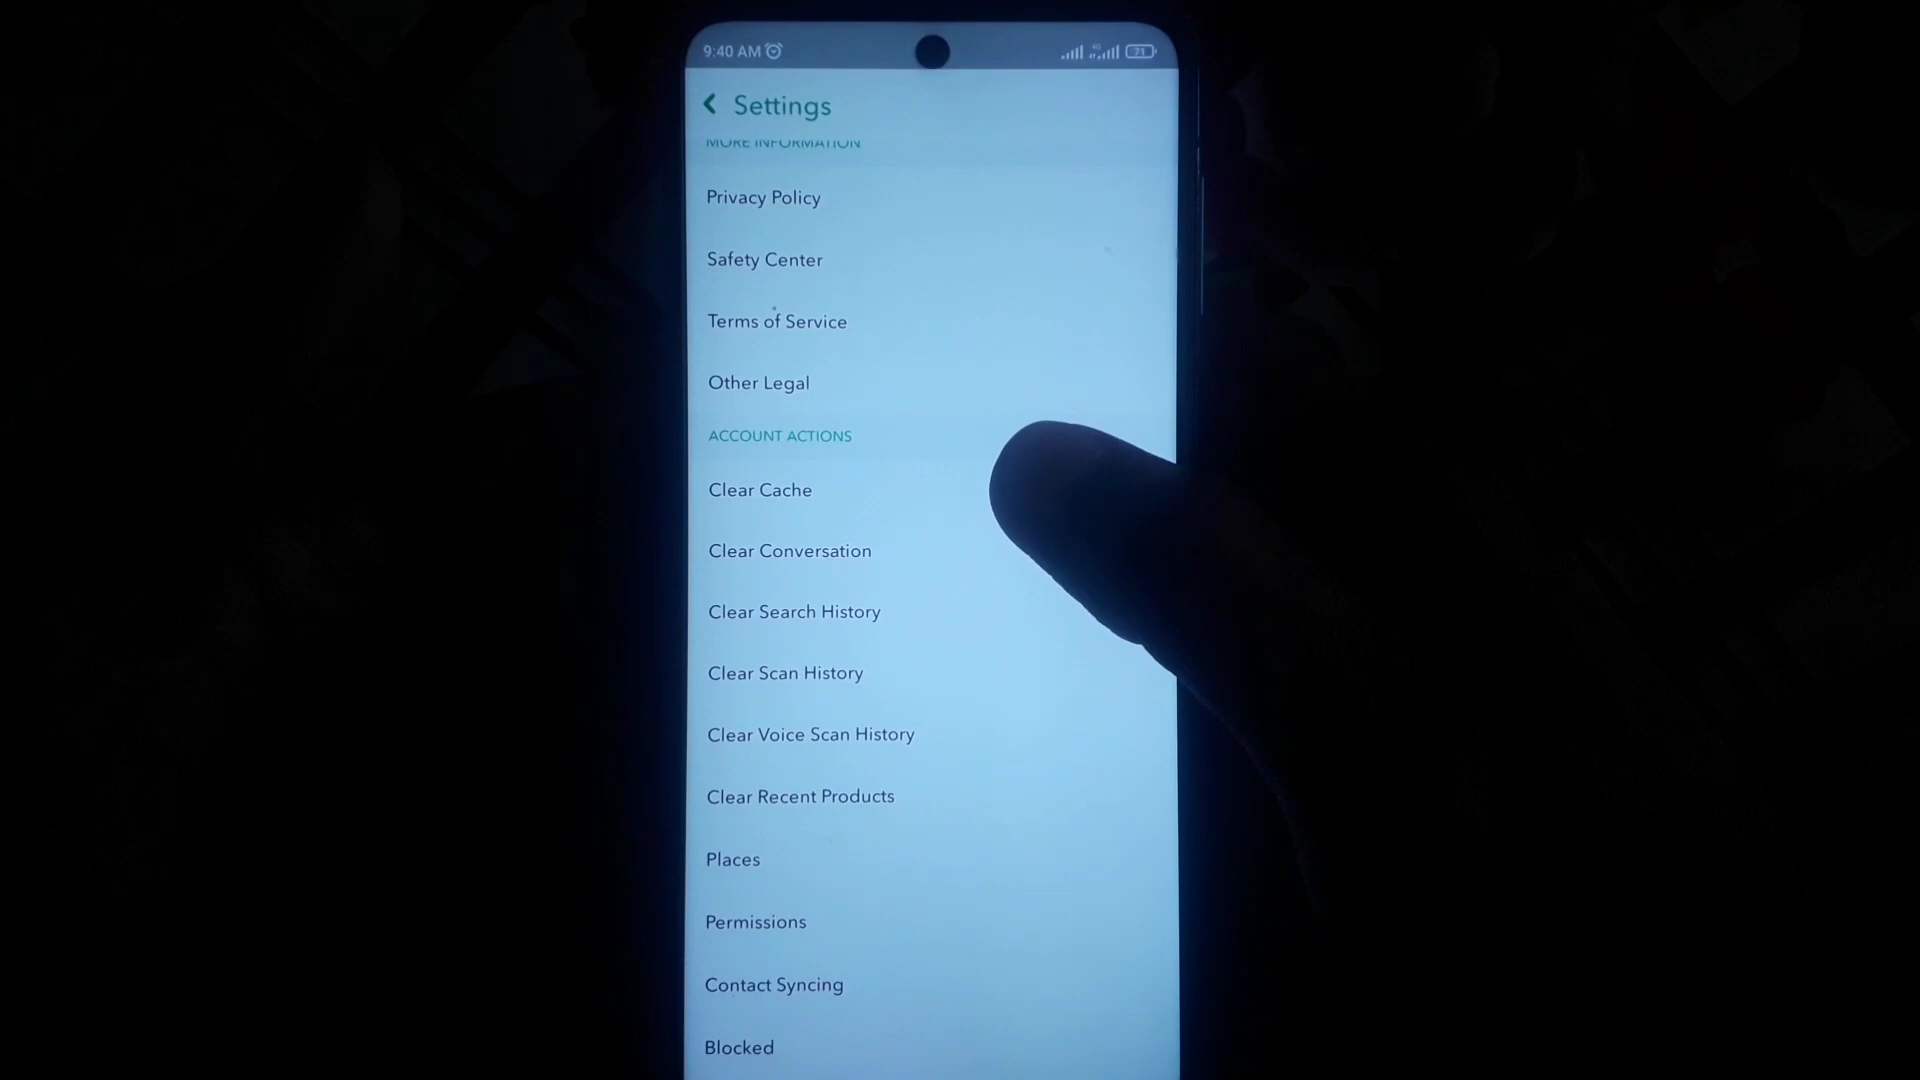 9:40 AM
4G
71
Settings
MORE INFORMATION
Privacy Policy
Safety Center
Terms of Service
Other Legal
ACCOUNT ACTIONS
Clear Cache
Clear Conversation
Clear Search History
Clear Scan History
Clear Voice Scan History
Clear Recent Products
Places
Permissions
Contact Syncing
Blocked